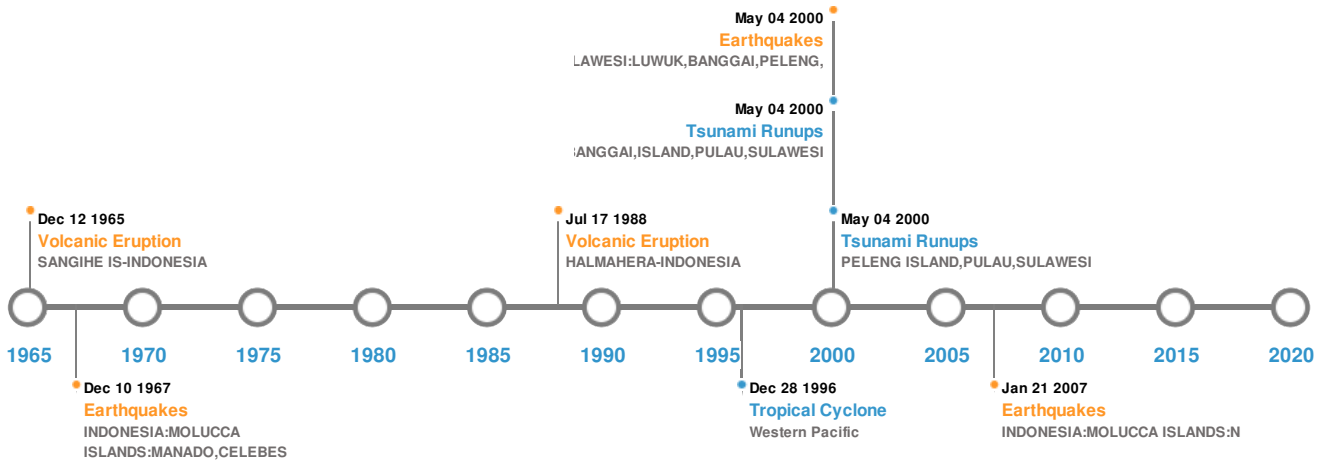 May 04 2000
Earthquakes
LAWESI:LUWUK,BANGGAI,PELENG,
May 04 2000
Tsunami Runups
BANGGAI,ISLAND,PULAU,SULAWESI
Dec 12 1965
Volcanic Eruption
SANGIHE IS-INDONESIA
Jul 17 1988
Volcanic Eruption
HALMAHERA-INDONESIA
May 04 2000
Tsunami Runups
PELENG ISLAND,PULAU,SULAWESI
1965 1970 1975 1980 1985 1990 1995 2000 2005 2010 2015 2020
Dec 10 1967
Earthquakes
INDONESIA:MOLUCCA
ISLANDS:MANADO,CELEBES
Dec 28 1996
Tropical Cyclone
Western Pacific
Jan 21 2007
Earthquakes
INDONESIA:MOLUCCA ISLANDS:N